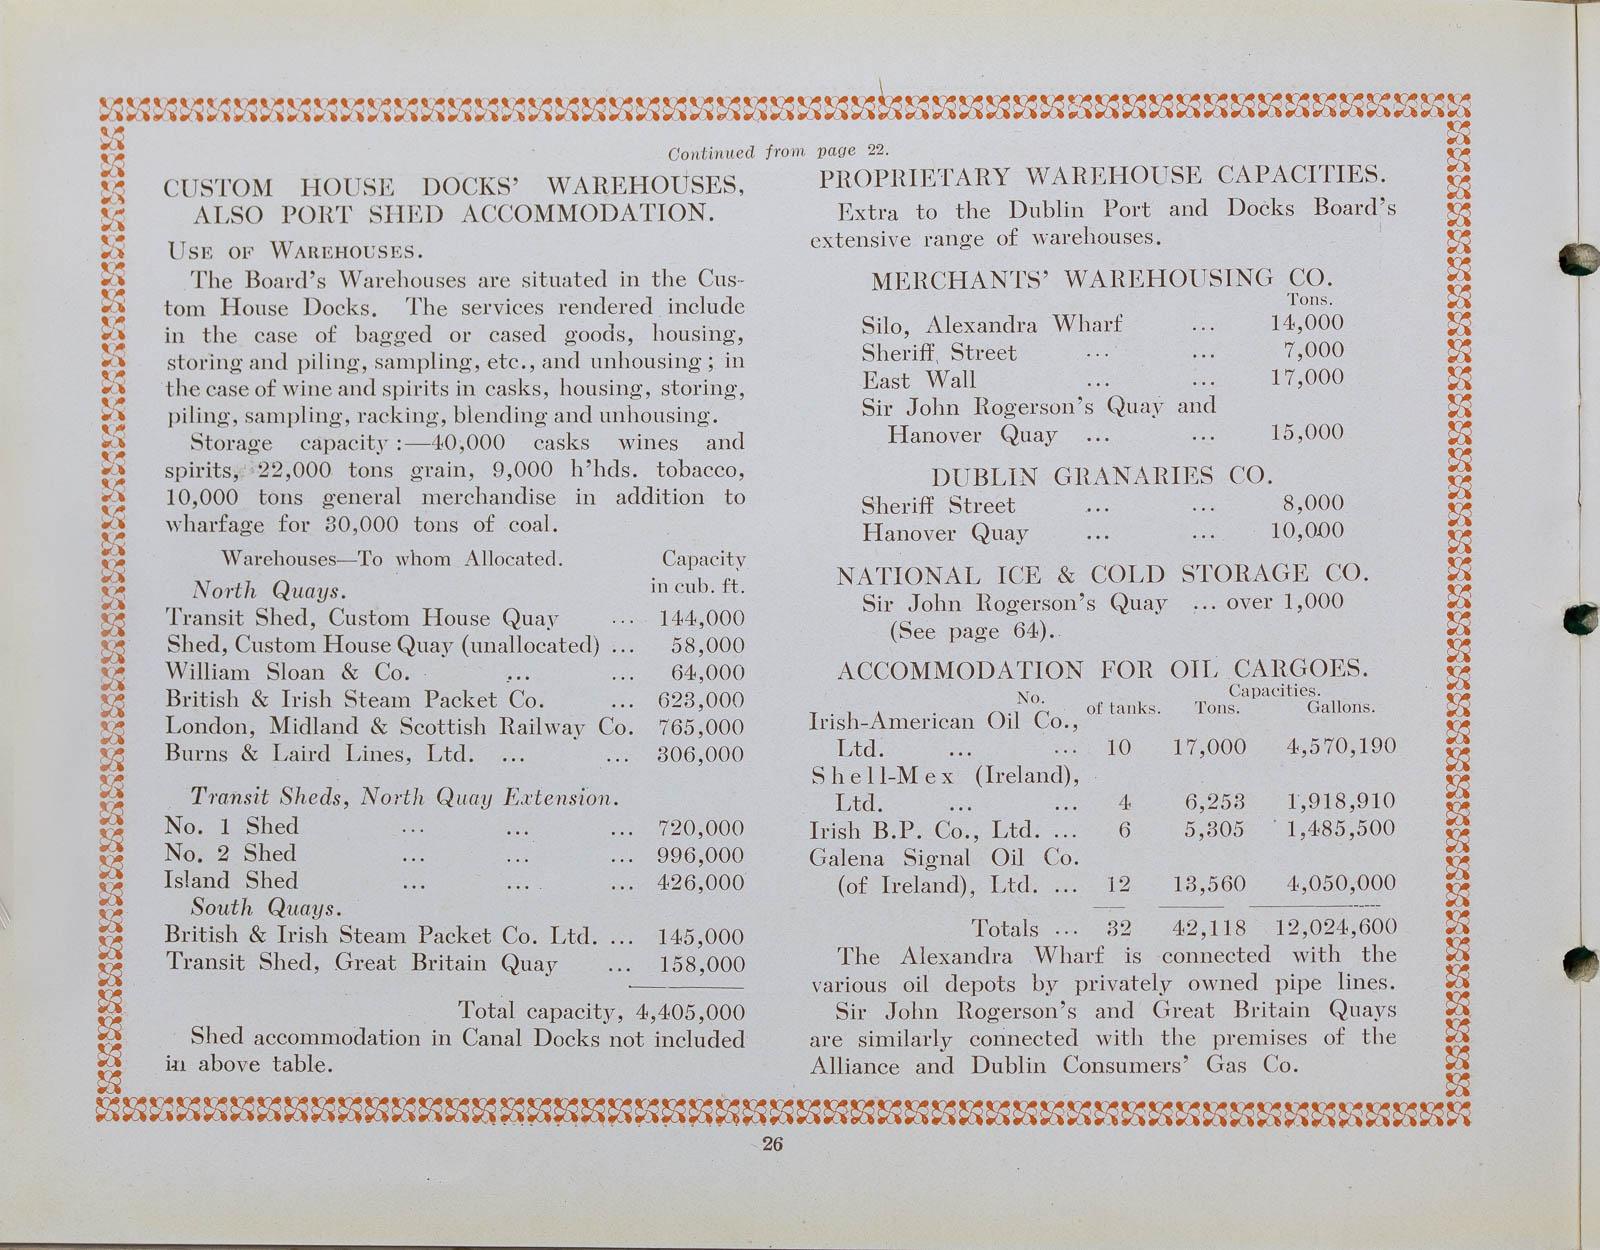 Continued from page 22.
CUSTOM HOUSE DOCKS' WAREHOUSES,
ALSO PORT SHED ACCOMMODATION.
USE OF WAREHOUSES.
The Board's Warehouses are situated in the Cus-
tom House Docks. The services rendered include
in the case of bagged or cased goods, housing,
storing and piling, sampling, etc., and unhousing; in
the case of wine and spirits in casks, housing, storing,
piling, sampling, racking, blending and unhousing.
Storage capacity:—40,000 casks wines and
spirits, 22,000 tons grain, 9,000 h'hds. tobacco,
10,000 tons general merchandise in addition to
wharfage for 30,000 tons of coal.
Warehouses—To whom Allocated. Capacity
North Quays. in cub. ft.
Transit Shed, Custom House Quay ... 144,000
Shed, Custom House Quay (unallocated) ... 58,000
William Sloan & Co. ... ... 64,000
British & Irish Steam Packet Co. ... 623,000
London, Midland & Scottish Railway Co. 765,000
Burns & Laird Lines, Ltd. ... ... 306,000
Transit Sheds, North Quay Extension.
No. 1 Shed ... ... ... 720,000
No. 2 Shed ... ... ... 996,000
Island Shed ... ... ... 426,000
South Quays.
British & Irish Steam Packet Co. Ltd. ... 145,000
Transit Shed, Great Britain Quay ... 158,000
Total capacity, 4,405,000
Shed accommodation in Canal Docks not included
in above table.
PROPRIETARY WAREHOUSE CAPACITIES.
Extra to the Dublin Port and Docks Board's
extensive range of warehouses.
MERCHANTS' WAREHOUSING CO.
Tons.
Silo, Alexandra Wharf ... 14,000
Sheriff Street ... ... 7,000
East Wall ... ... 17,000
Sir John Rogerson's Quay and
Hanover Quay ... ... 15,000
DUBLIN GRANARIES CO.
Sheriff Street ... ... 8,000
Hanover Quay ... ... 10,000
NATIONAL ICE & COLD STORAGE CO.
Sir John Rogerson's Quay ... over 1,000
(See page 64).
ACCOMMODATION FOR OIL CARGOES.
No. Capacities.
of tanks. Tons. Gallons.
Irish-American Oil Co.,
Ltd. ... ... 10 17,000 4,570,190
Shell-Mex (Ireland),
Ltd. ... ... 4 6,253 1,918,910
Irish B.P. Co., Ltd. ... 6 5,305 1,485,500
Galena Signal Oil Co.
(of Ireland), Ltd. ... 12 13,560 4,050,000
Totals ... 32 42,118 12,024,600
The Alexandra Wharf is connected with the
various oil depots by privately owned pipe lines.
Sir John Rogerson's and Great Britain Quays
are similarly connected with the premises of the
Alliance and Dublin Consumers' Gas Co.
26